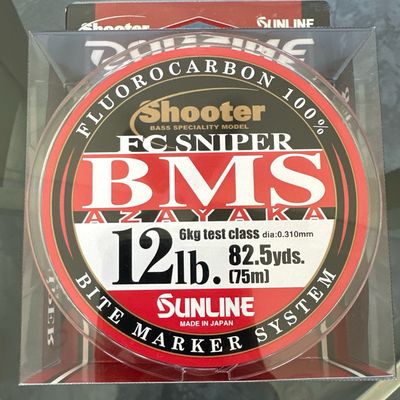 Shooter
SUNLINE
SUNLINE
FLUOROCARBON 100%
Shooter
BASS SPECIALITY MODEL
FC SNIPER
BMS
AZAYAKA
6kg test class dia:0.310mm
12lb. 82.5yds.
(75m)
SUNLINE
MADE IN JAPAN
BITE MARKER SYSTEM